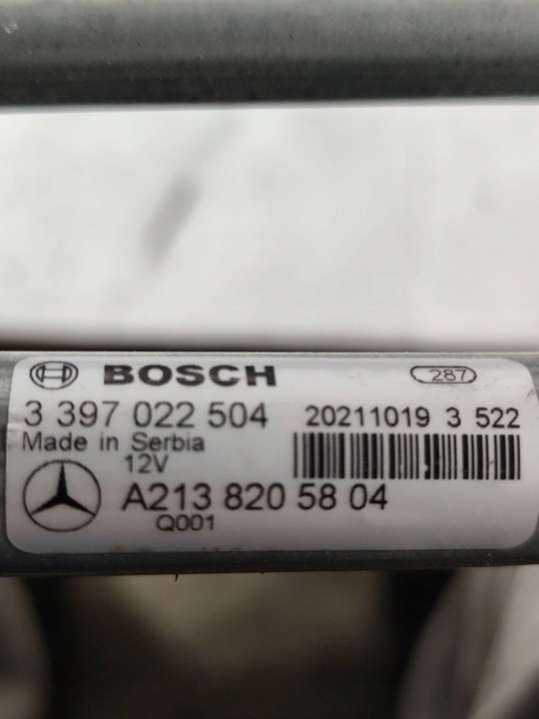 BOSCH
287
3 397 022 504
20211019 3 522
Made in Serbia
12V
A213 820 58 04
Q001